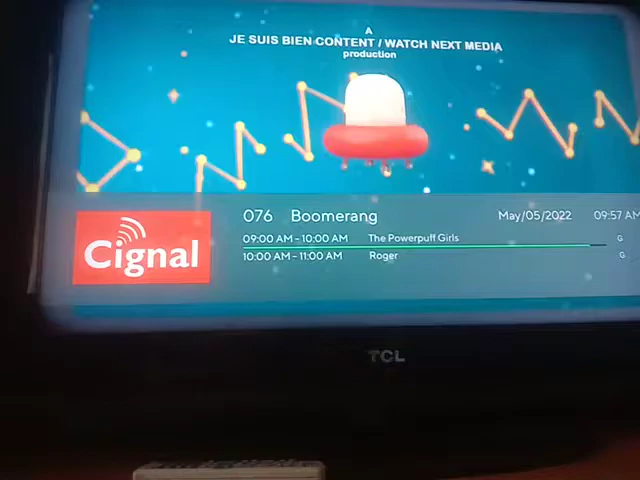 A
JE SUIS BIEN CONTENT / WATCH NEXT MEDIA
production
Cignal
076 Boomerang May/05/2022 09:57 AM
09:00 AM - 10:00 AM The Powerpuff Girls G
10:00 AM - 11:00 AM Roger G
TCL